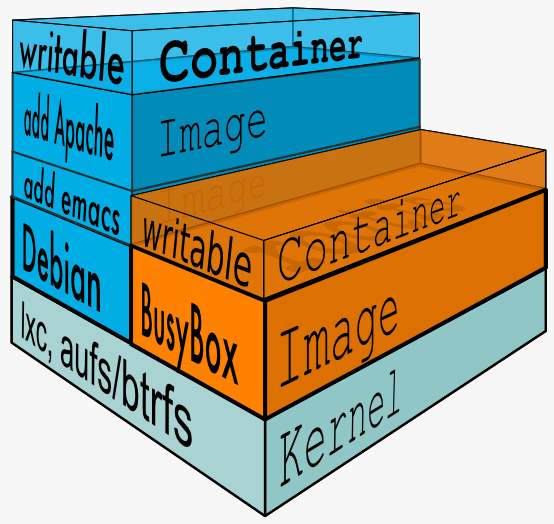 writable Container
add Apache Image
add emacs Image
Debian
writable Container
BusyBox Image
lxc, aufs/btrfs Kernel